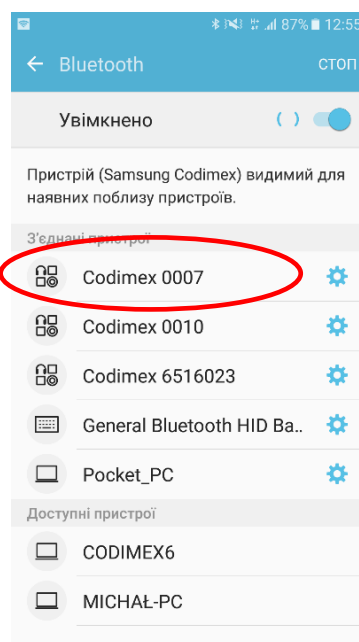 87% 12:55
Bluetooth СТОП
Увімкнено
Пристрій (Samsung Codimex) видимий для
наявних поблизу пристроїв.
З'єднані пристрої
Codimex 0007
Codimex 0010
Codimex 6516023
General Bluetooth HID Ba..
Pocket_PC
Доступні пристрої
CODIMEX6
MICHAŁ-PC